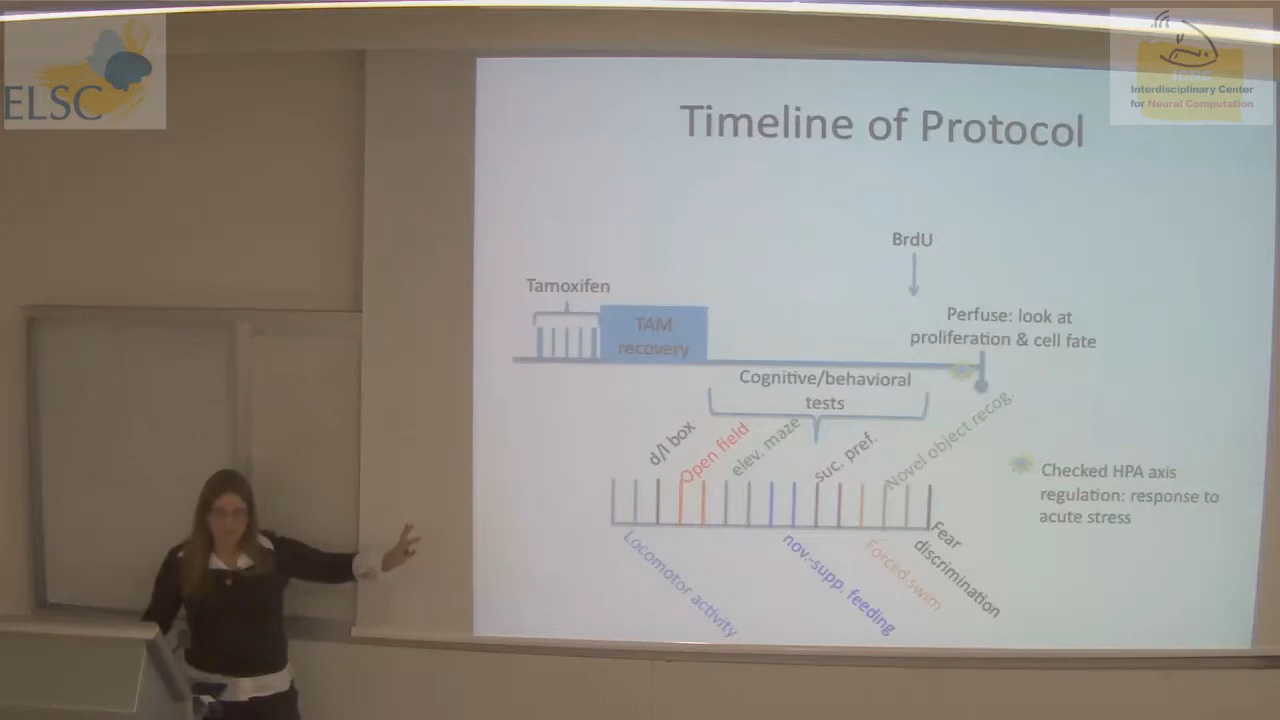 ELSC
ICNC
Interdisciplinary Center
for Neural Computation
Timeline of Protocol
BrdU
Tamoxifen
TAM
recovery
Perfuse: look at
proliferation & cell fate
Cognitive/behavioral
tests
d/l box
Open field
elev. maze
suc. pref.
Novel object recog.
Checked HPA axis
regulation: response to
acute stress
Locomotor activity
nov.-supp. feeding
Forced swim
Fear
discrimination